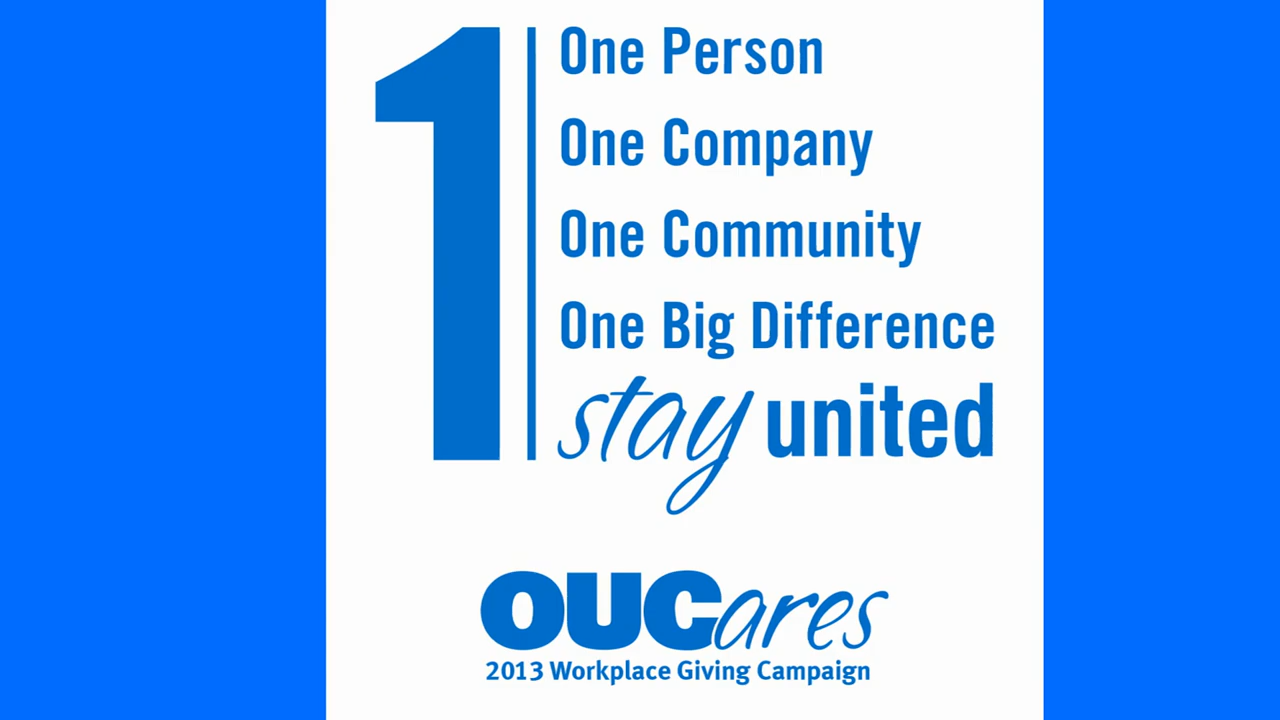 1
One Person
One Company
One Community
One Big Difference
stay united
OUCares
2013 Workplace Giving Campaign